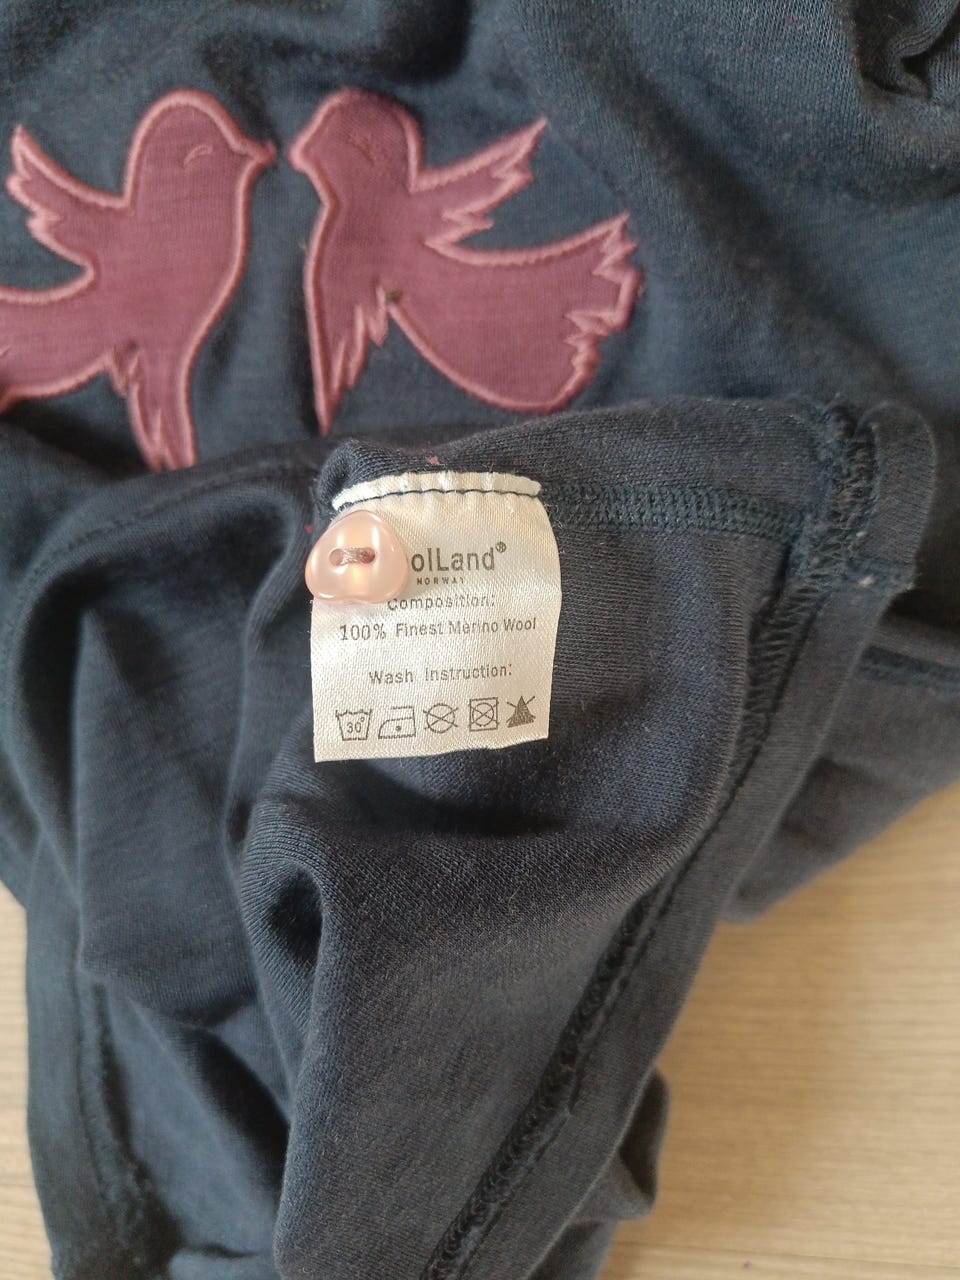 olLand®
NORWAY
Composition:
100% Finest Merino Wool
Wash Instruction:
30°